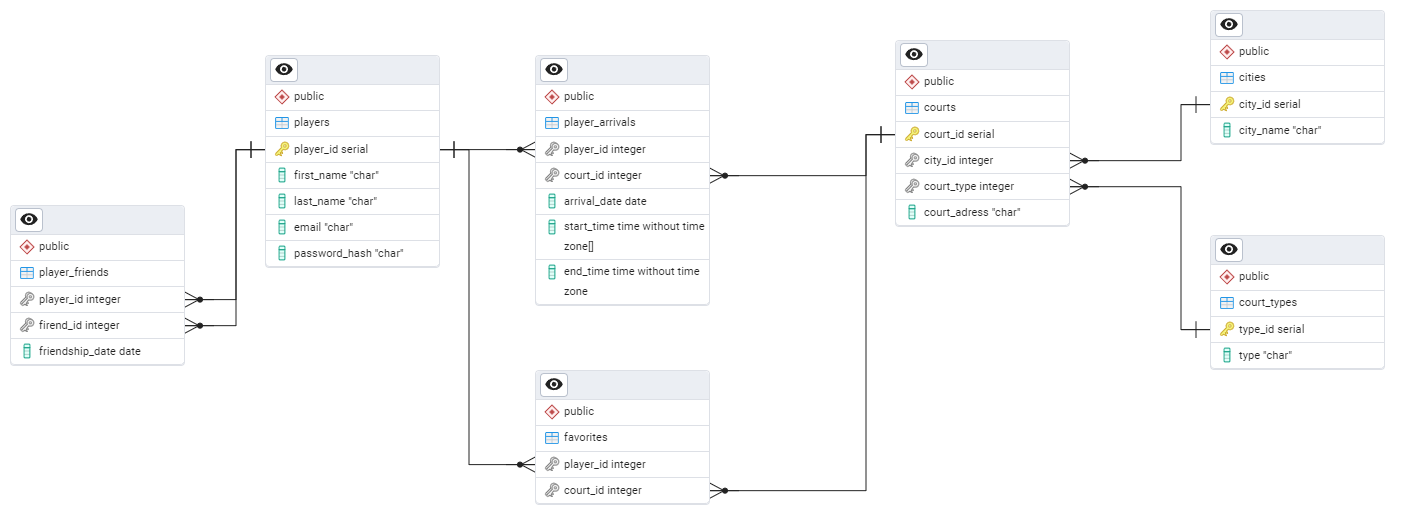 public
players
player_id serial
first_name "char"
last_name "char"
email "char"
password_hash "char"
public
player_friends
player_id integer
firend_id integer
friendship_date date
public
player_arrivals
player_id integer
court_id integer
arrival_date date
start_time time without time
zone[]
end_time time without time
zone
public
favorites
player_id integer
court_id integer
public
courts
court_id serial
city_id integer
court_type integer
court_adress "char"
public
cities
city_id serial
city_name "char"
public
court_types
type_id serial
type "char"